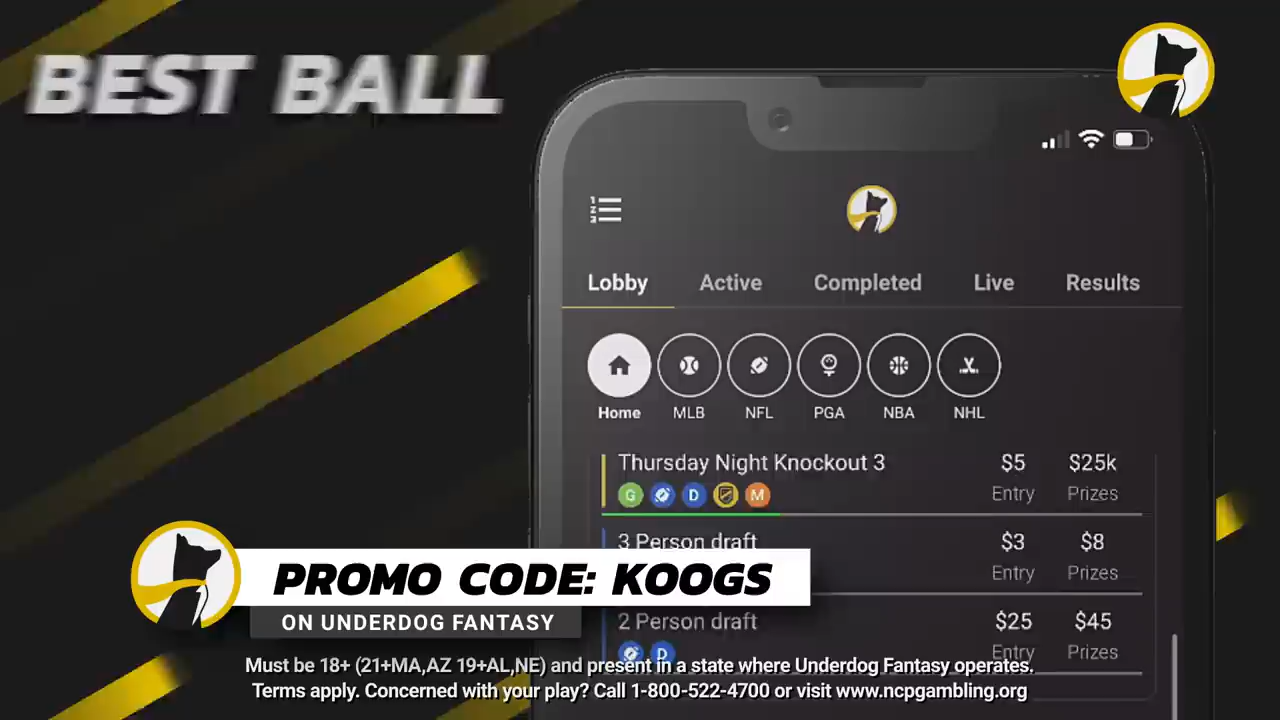 BEST BALL
Lobby Active Completed Live Results
Home MLB NFL PGA NBA NHL
Thursday Night Knockout 3 $5 $25k
G D M Entry Prizes
3 Person draft $3 $8
Entry Prizes
PROMO CODE: KOOGS
ON UNDERDOG FANTASY
2 Person draft $25 $45
D Entry Prizes
Must be 18+ (21+MA,AZ 19+AL,NE) and present in a state where Underdog Fantasy operates.
Terms apply. Concerned with your play? Call 1-800-522-4700 or visit www.ncpgambling.org